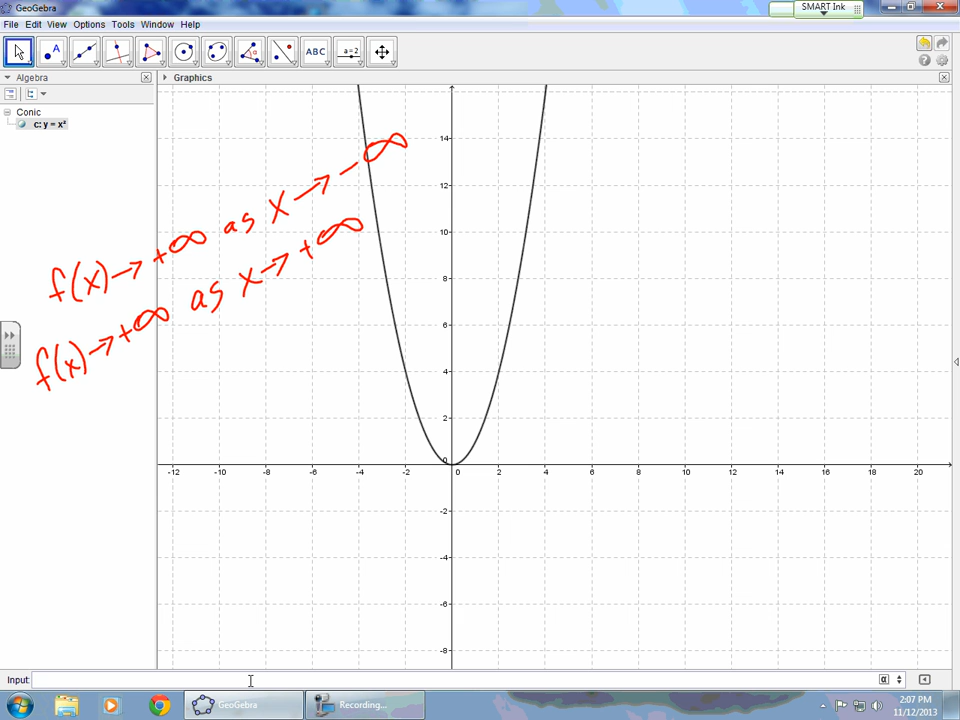 GeoGebra
SMART Ink
File Edit View Options Tools Window Help
ABC
a=2
Algebra
Graphics
Conic
c: y = x²
f(x)→+∞ as x→-∞
f(x)→+∞ as x→+∞
14
12
10
8
6
4
2
0
-12 -10 -8 -6 -4 -2 0 2 4 6 8 10 12 14 16 18 20
-2
-4
-6
-8
Input:
α
GeoGebra
Recording...
2:07 PM
11/12/2013